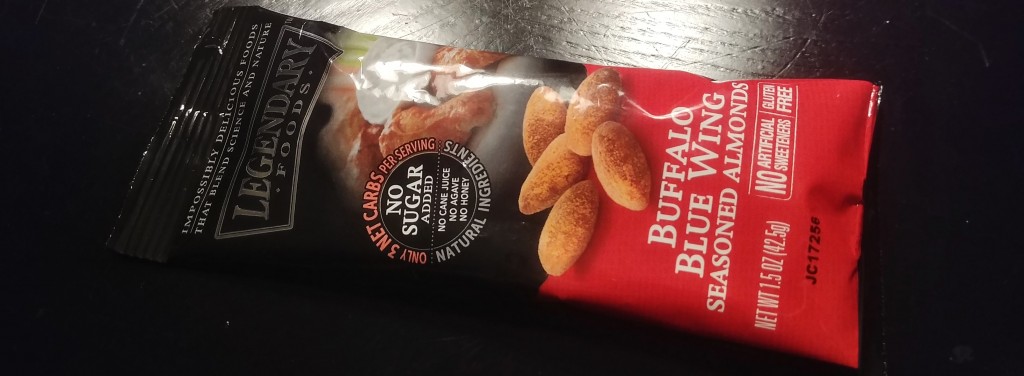 IMPOSSIBLY DELICIOUS FOODS
THAT BLEND SCIENCE AND NATURE
LEGENDARY
· FOODS ·
ONLY 3 NET CARBS PER SERVING
NO
SUGAR
ADDED
NO CANE JUICE
NO AGAVE
NO HONEY
NATURAL INGREDIENTS
BUFFALO
BLUE WING
SEASONED ALMONDS
NO ARTIFICIAL
SWEETENERS
GLUTEN
FREE
NET WT 1.5 OZ (42.5g)
JC17256